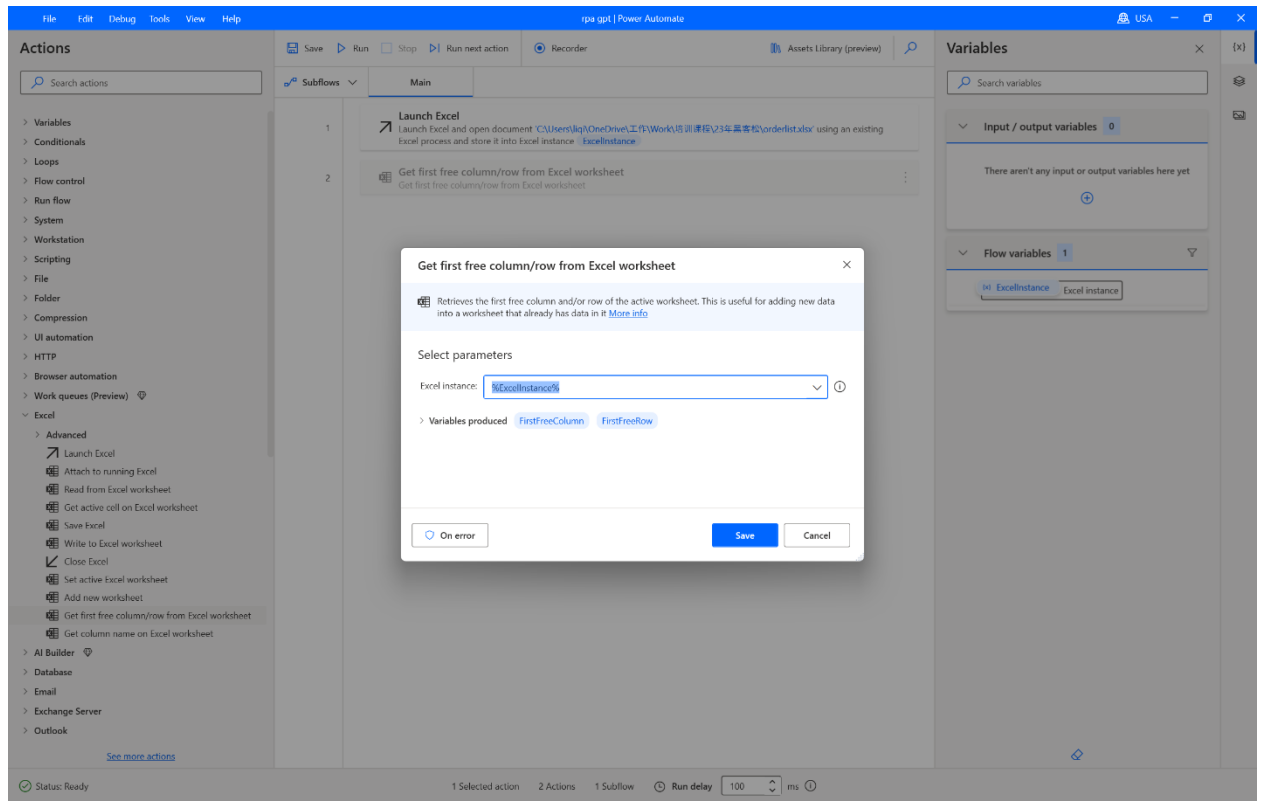 File Edit Debug Tools View Help
rpa gpt | Power Automate
USA
Actions
Search actions
Variables
Conditionals
Loops
Flow control
Run flow
System
Workstation
Scripting
File
Folder
Compression
UI automation
HTTP
Browser automation
Work queues (Preview)
Excel
Advanced
Launch Excel
Attach to running Excel
Read from Excel worksheet
Get active cell on Excel worksheet
Save Excel
Write to Excel worksheet
Close Excel
Set active Excel worksheet
Add new worksheet
Get first free column/row from Excel worksheet
Get column name on Excel worksheet
AI Builder
Database
Email
Exchange Server
Outlook
See more actions
Save Run Stop Run next action Recorder
Assets Library (preview)
Subflows Main
1
Launch Excel
Launch Excel and open document 'C:\Users\liqi\OneDrive\工作\Work\培训课程\23年黑客松\orderlist.xlsx' using an existing
Excel process and store it into Excel instance ExcelInstance
2
Get first free column/row from Excel worksheet
Get first free column/row from Excel worksheet
Get first free column/row from Excel worksheet
Retrieves the first free column and/or row of the active worksheet. This is useful for adding new data
into a worksheet that already has data in it More info
Select parameters
Excel instance: %ExcelInstance%
Variables produced FirstFreeColumn FirstFreeRow
On error
Save
Cancel
Variables
{x}
Search variables
Input / output variables 0
There aren't any input or output variables here yet
Flow variables 1
(x) ExcelInstance Excel instance
Status: Ready
1 Selected action 2 Actions 1 Subflow Run delay 100 ms